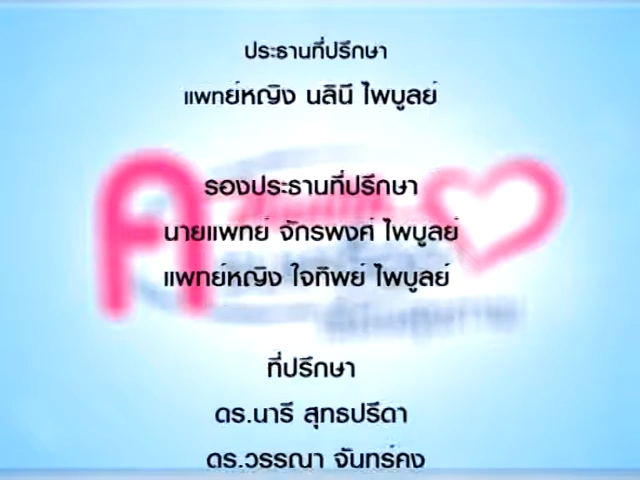 ประธานที่ปรึกษา
แพทย์หญิง นลินี ไพบูลย์
รองประธานที่ปรึกษา
นายแพทย์ จักรพงศ์ ไพบูลย์
แพทย์หญิง ใจทิพย์ ไพบูลย์
ที่ปรึกษา
ดร.นารี สุทธปรีดา
ดร.วรรณา จันทร์คง